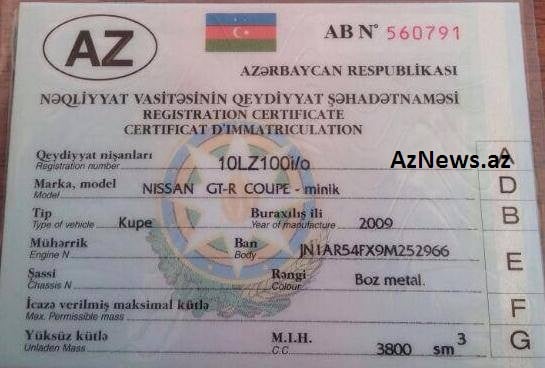 AZ
AB N° 560791
AZƏRBAYCAN RESPUBLİKASI
NƏQLİYYAT VASİTƏSİNİN QEYDİYYAT ŞƏHADƏTNAMƏSİ
REGISTRATION CERTIFICATE
CERTIFICAT D'IMMATRICULATION
Qeydiyyat nişanları 10LZ100i/o AzNews.az A
Registration number
Marka, model NISSAN GT-R COUPE - minik D
Model
Tip Kupe Buraxılış ili 2009 B
Type of vehicle Year of manufacture
Mühərrik Ban JN1AR54FX9M252966
Engine N Body E
Şassi Rəngi Boz metal.
Chassis N Colour
İcazə verilmiş maksimal kütlə F
Max. Permissible mass
Yüksüz kütlə M.I.H. 3800 sm³ G
Unladen Mass C.C.